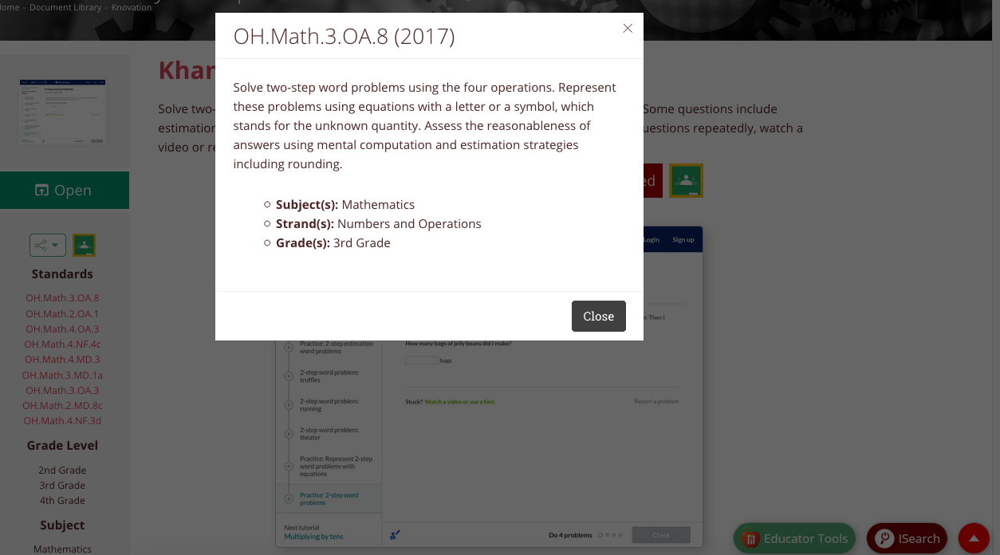 Home - Document Library - Knovation
OH.Math.3.OA.8 (2017)
Khan
Solve two-step word problems using the four operations. Represent
these problems using equations with a letter or a symbol, which
stands for the unknown quantity. Assess the reasonableness of
answers using mental computation and estimation strategies
including rounding.
Subject(s): Mathematics
Strand(s): Numbers and Operations
Grade(s): 3rd Grade
Close
Solve two-
Some questions include
estimation
questions repeatedly, watch a
video or re
ed
Open
Standards
OH.Math.3.OA.8
OH.Math.2.OA.1
OH.Math.4.OA.3
OH.Math.4.NF.4c
OH.Math.4.MD.3
OH.Math.3.MD.1a
OH.Math.3.OA.3
OH.Math.2.MD.8c
OH.Math.4.NF.3d
Grade Level
2nd Grade
3rd Grade
4th Grade
Subject
Mathematics
Login Sign up
r. Then I
Practice: 2-step estimation
word problems
2-step word problem:
truffles
2-step word problem:
running
2-step word problem:
theater
Practice: Represent 2-step
word problems with
equations
Practice: 2-step word
problems
Next tutorial
Multiplying by tens
How many bags of jelly beans did I make?
bags
Stuck? Watch a video or use a hint.
Report a problem
Do 4 problems
Check
Educator Tools
ISearch